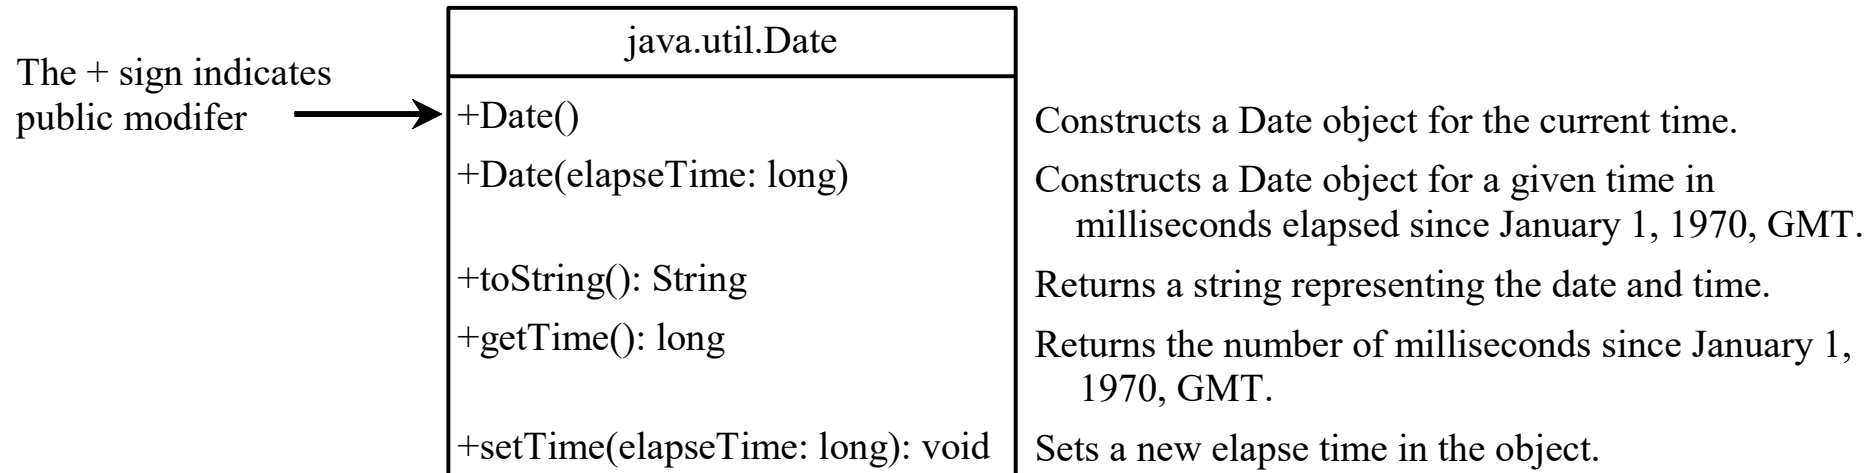 java.util.Date
The + sign indicates
public modifer
+Date()
Constructs a Date object for the current time.
+Date(elapseTime: long)
Constructs a Date object for a given time in
milliseconds elapsed since January 1, 1970, GMT.
+toString(): String
Returns a string representing the date and time.
+getTime(): long
Returns the number of milliseconds since January 1,
1970, GMT.
+setTime(elapseTime: long): void
Sets a new elapse time in the object.